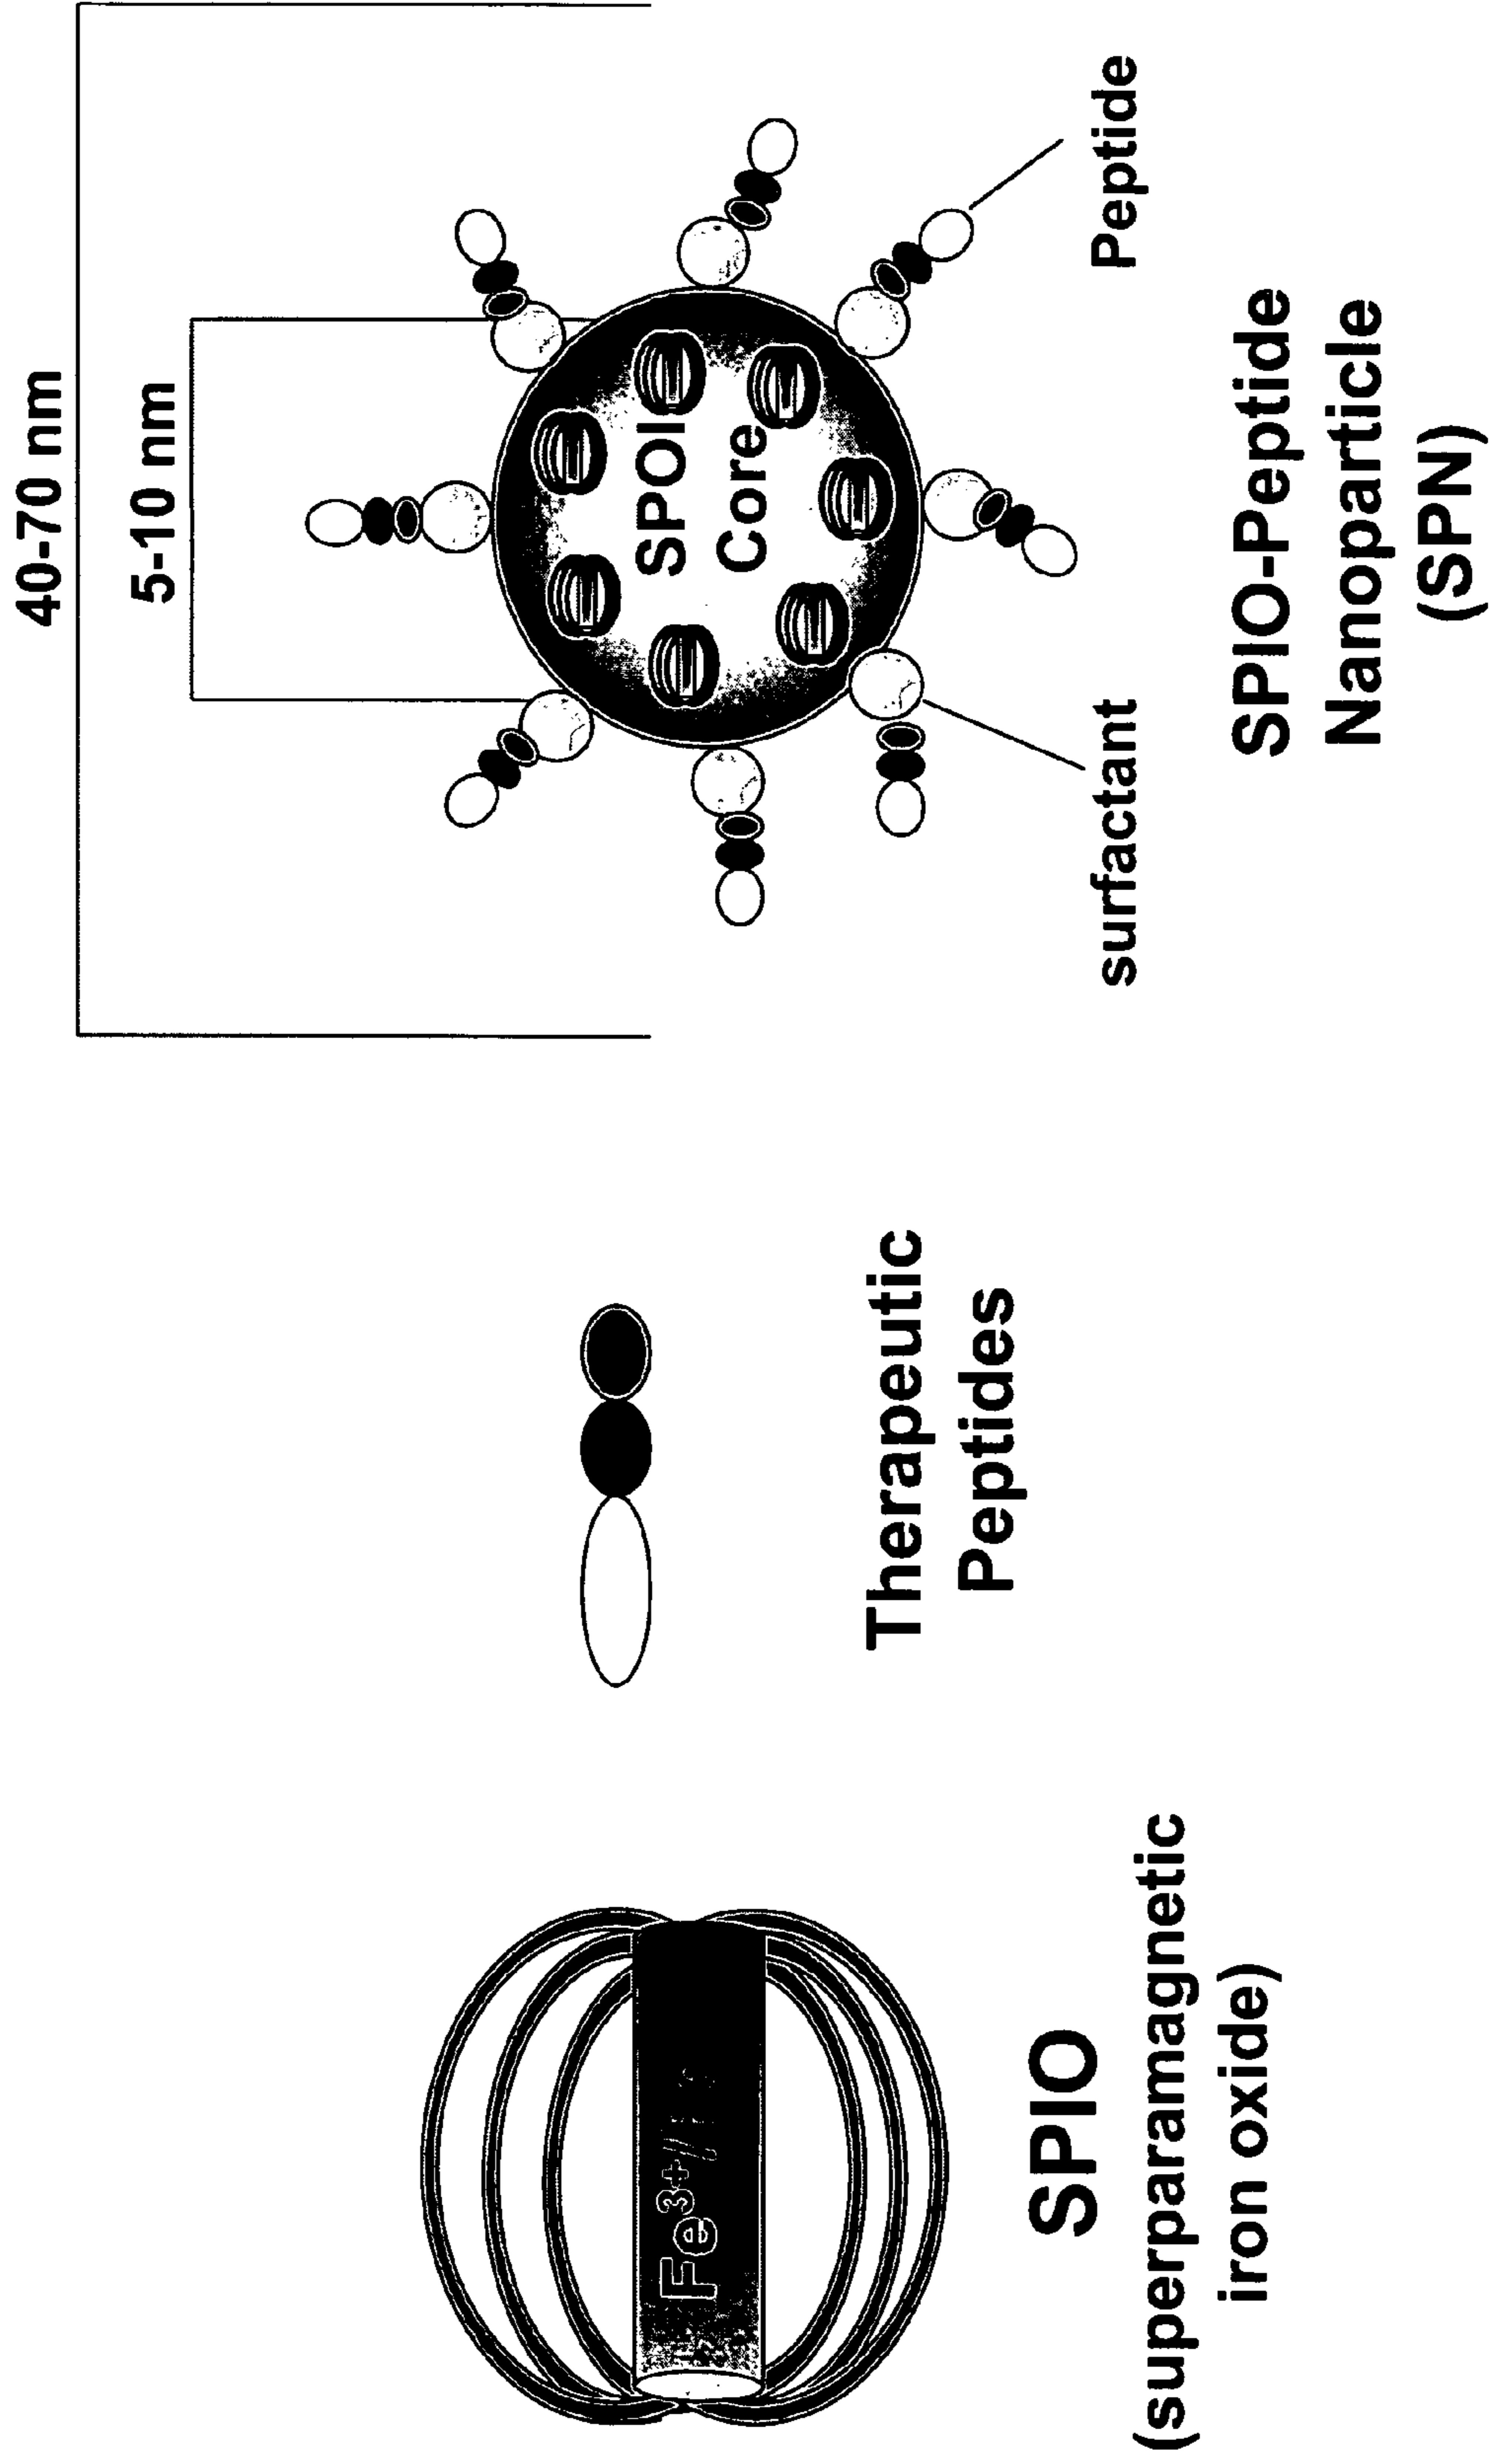 Fe3+
SPIO
(superparamagnetic
iron oxide)
Therapeutic
Peptides
40-70 nm
5-10 nm
SPOI
Core
surfactant
Peptide
SPIO-Peptide
Nanoparticle
(SPN)